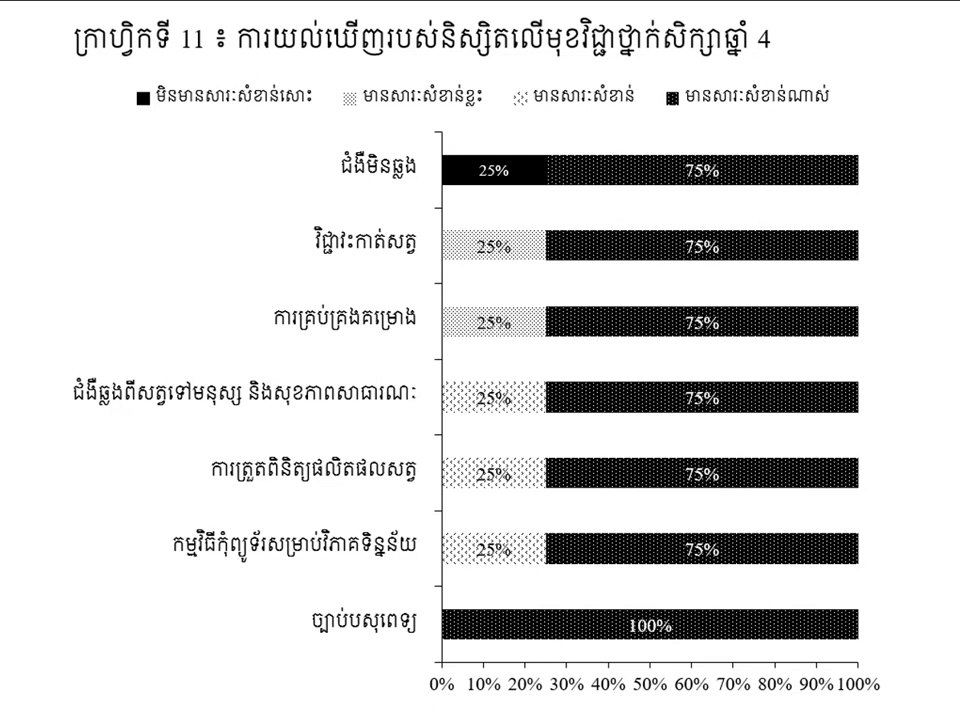 ក្រាហ្វិកទី 11 ៖ ការយល់ឃើញរបស់និស្សិតលើមុខវិជ្ជាថ្នាក់សិក្សាឆ្នាំ 4
មិនមានសារៈសំខាន់សោះ មានសារៈសំខាន់ខ្លះ មានសារៈសំខាន់ មានសារៈសំខាន់ណាស់
ជំងឺមិនឆ្លង 25% 75%
វិជ្ជាវះកាត់សត្វ 25% 75%
ការគ្រប់គ្រងគម្រោង 25% 75%
ជំងឺឆ្លងពីសត្វទៅមនុស្ស និងសុខភាពសាធារណៈ 25% 75%
ការត្រួតពិនិត្យផលិតផលសត្វ 25% 75%
កម្មវិធីកុំព្យូទ័រសម្រាប់វិភាគទិន្នន័យ 25% 75%
ច្បាប់បសុពេទ្យ 100%
0% 10% 20% 30% 40% 50% 60% 70% 80% 90% 100%